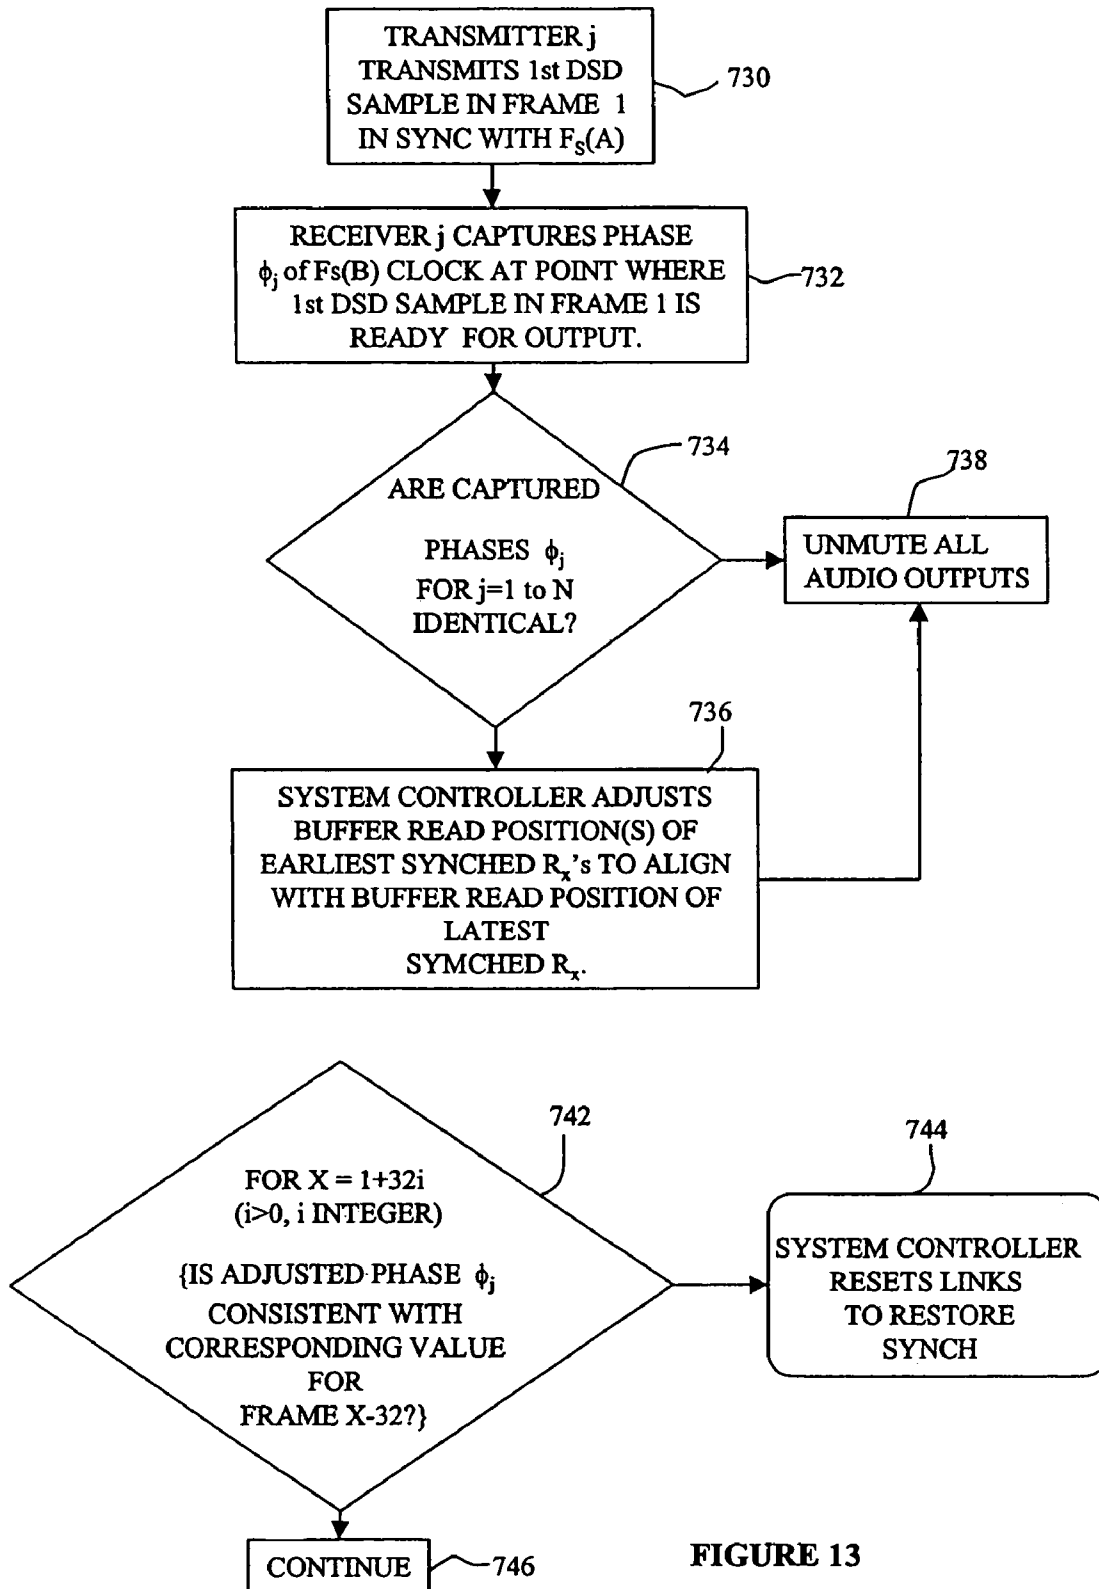 TRANSMITTER j
TRANSMITS 1st DSD
SAMPLE IN FRAME 1
IN SYNC WITH FS(A)
730
RECEIVER j CAPTURES PHASE
ϕj of Fs(B) CLOCK AT POINT WHERE
1st DSD SAMPLE IN FRAME 1 IS
READY FOR OUTPUT.
732
734
ARE CAPTURED
PHASES ϕj
FOR j=1 to N
IDENTICAL?
738
UNMUTE ALL
AUDIO OUTPUTS
736
SYSTEM CONTROLLER ADJUSTS
BUFFER READ POSITION(S) OF
EARLIEST SYNCHED Rx's TO ALIGN
WITH BUFFER READ POSITION OF
LATEST
SYMCHED Rx.
742
FOR X = 1+32i
(i>0, i INTEGER)
{IS ADJUSTED PHASE ϕj
CONSISTENT WITH
CORRESPONDING VALUE
FOR
FRAME X-32?}
744
SYSTEM CONTROLLER
RESETS LINKS
TO RESTORE
SYNCH
CONTINUE
746
FIGURE 13